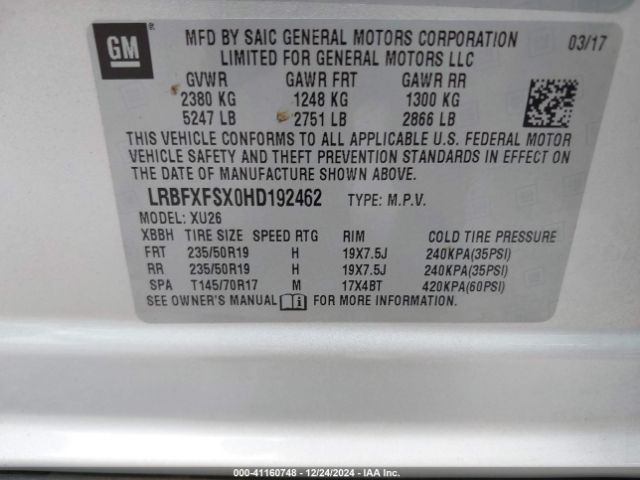 GM
®
MFD BY SAIC GENERAL MOTORS CORPORATION 03/17
LIMITED FOR GENERAL MOTORS LLC
GVWR GAWR FRT GAWR RR
2380 KG 1248 KG 1300 KG
5247 LB 2751 LB 2866 LB
THIS VEHICLE CONFORMS TO ALL APPLICABLE U.S. FEDERAL MOTOR
VEHICLE SAFETY AND THEFT PREVENTION STANDARDS IN EFFECT ON
THE DATE OF MANUFACTURE SHOWN ABOVE.
LRBFXFSX0HD192462 TYPE: M.P.V.
MODEL: XU26
XBBH TIRE SIZE SPEED RTG RIM COLD TIRE PRESSURE
FRT 235/50R19 H 19X7.5J 240KPA(35PSI)
RR 235/50R19 H 19X7.5J 240KPA(35PSI)
SPA T145/70R17 M 17X4BT 420KPA(60PSI)
SEE OWNER'S MANUAL i FOR MORE INFORMATION.
000-41160748 - 12/24/2024 - IAA Inc.